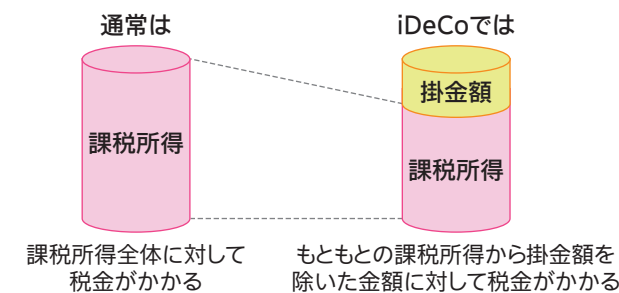 通常は
iDeCoでは
課税所得
掛金額
課税所得
課税所得全体に対して
税金がかかる
もともとの課税所得から掛金額を
除いた金額に対して税金がかかる